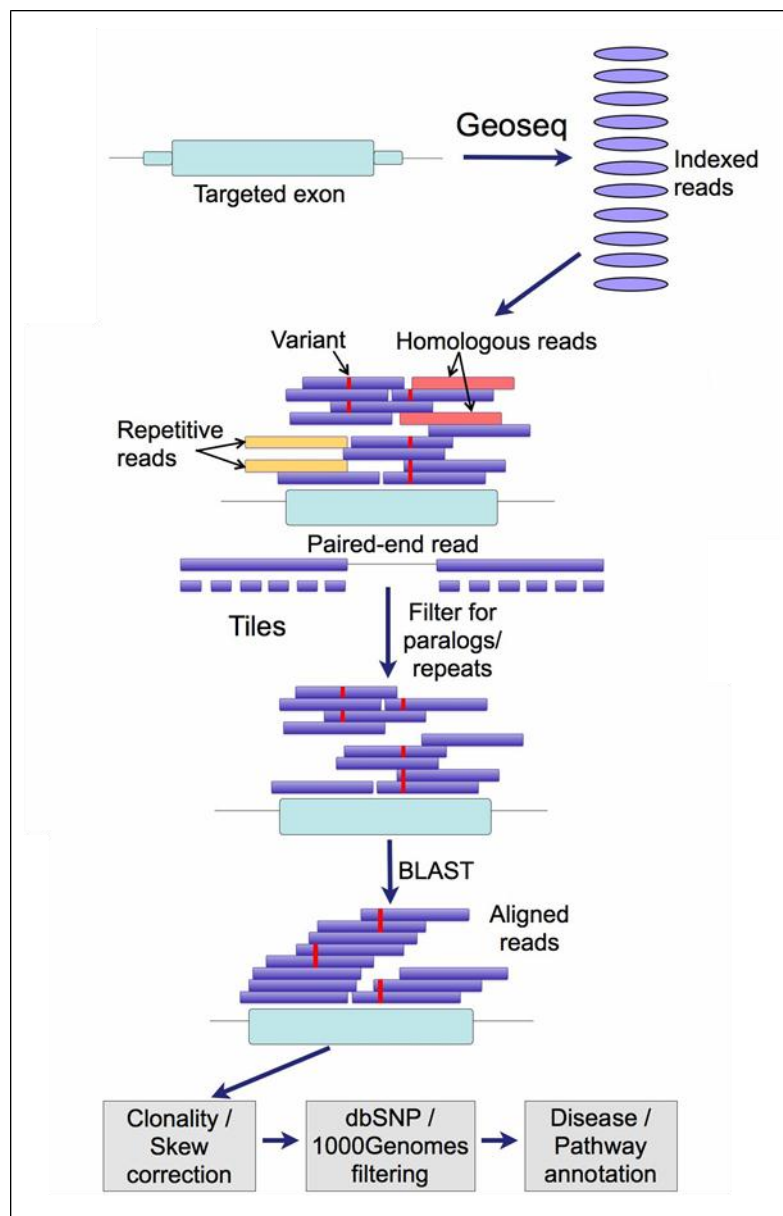 Geoseq
Targeted exon
Indexed
reads
Variant
Homologous reads
Repetitive
reads
Paired-end read
Tiles
Filter for
paralogs/
repeats
BLAST
Aligned
reads
Clonality /
Skew
correction
dbSNP /
1000Genomes
filtering
Disease /
Pathway
annotation